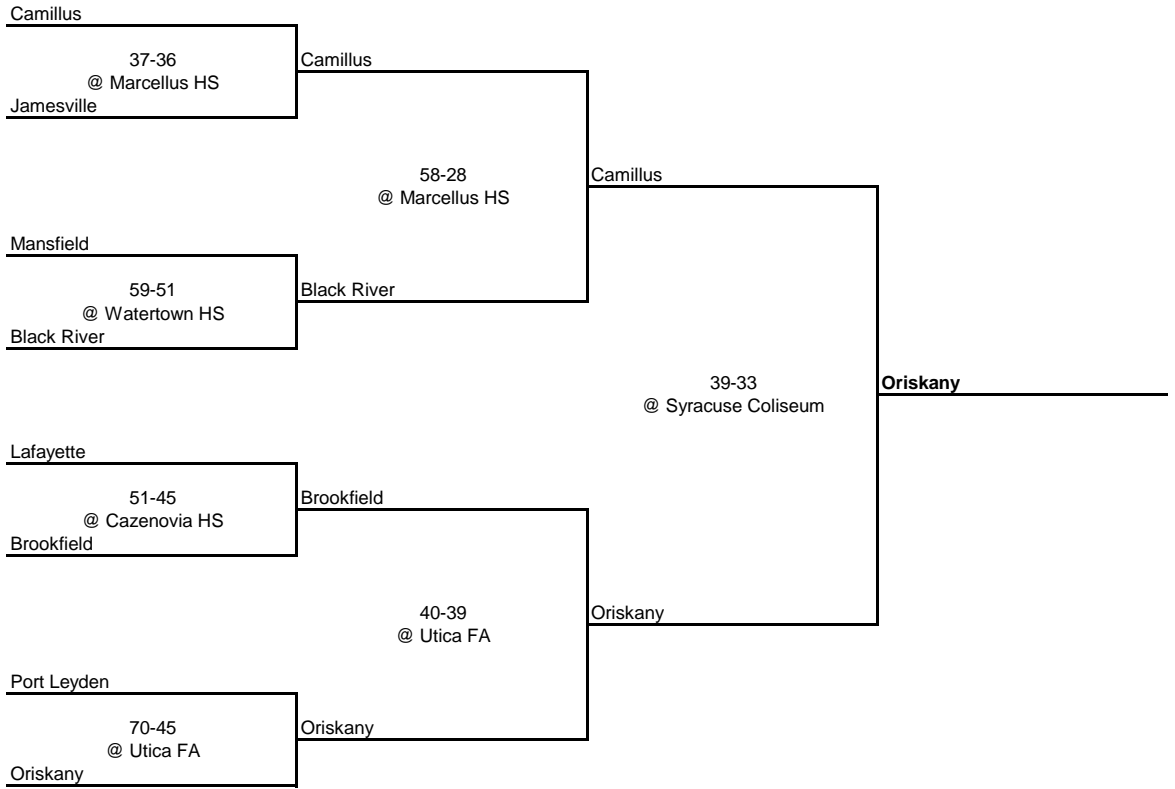 Camillus
37-36
@ Marcellus HS
Jamesville
Camillus
58-28
@ Marcellus HS
Mansfield
59-51
@ Watertown HS
Black River
Black River
Camillus
39-33
@ Syracuse Coliseum
Oriskany
Lafayette
51-45
@ Cazenovia HS
Brookfield
Brookfield
40-39
@ Utica FA
Oriskany
Port Leyden
70-45
@ Utica FA
Oriskany
Oriskany